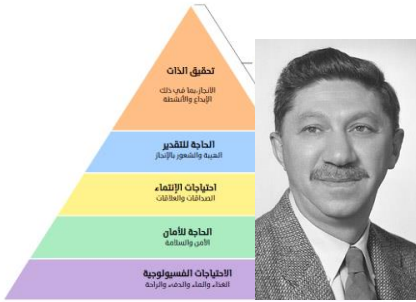 تحقيق الذات
الانجاز،بما في ذلك
الإبداع والأنشطة
الحاجة للتقدير
الهيبة والشعور بالإنجاز
احتياجات الإنتماء
الصداقات والعلاقات
الحاجة للأمان
الأمن والسلامة
الاحتياجات الفسيولوجية
الغذاء والماء والدفء والراحة